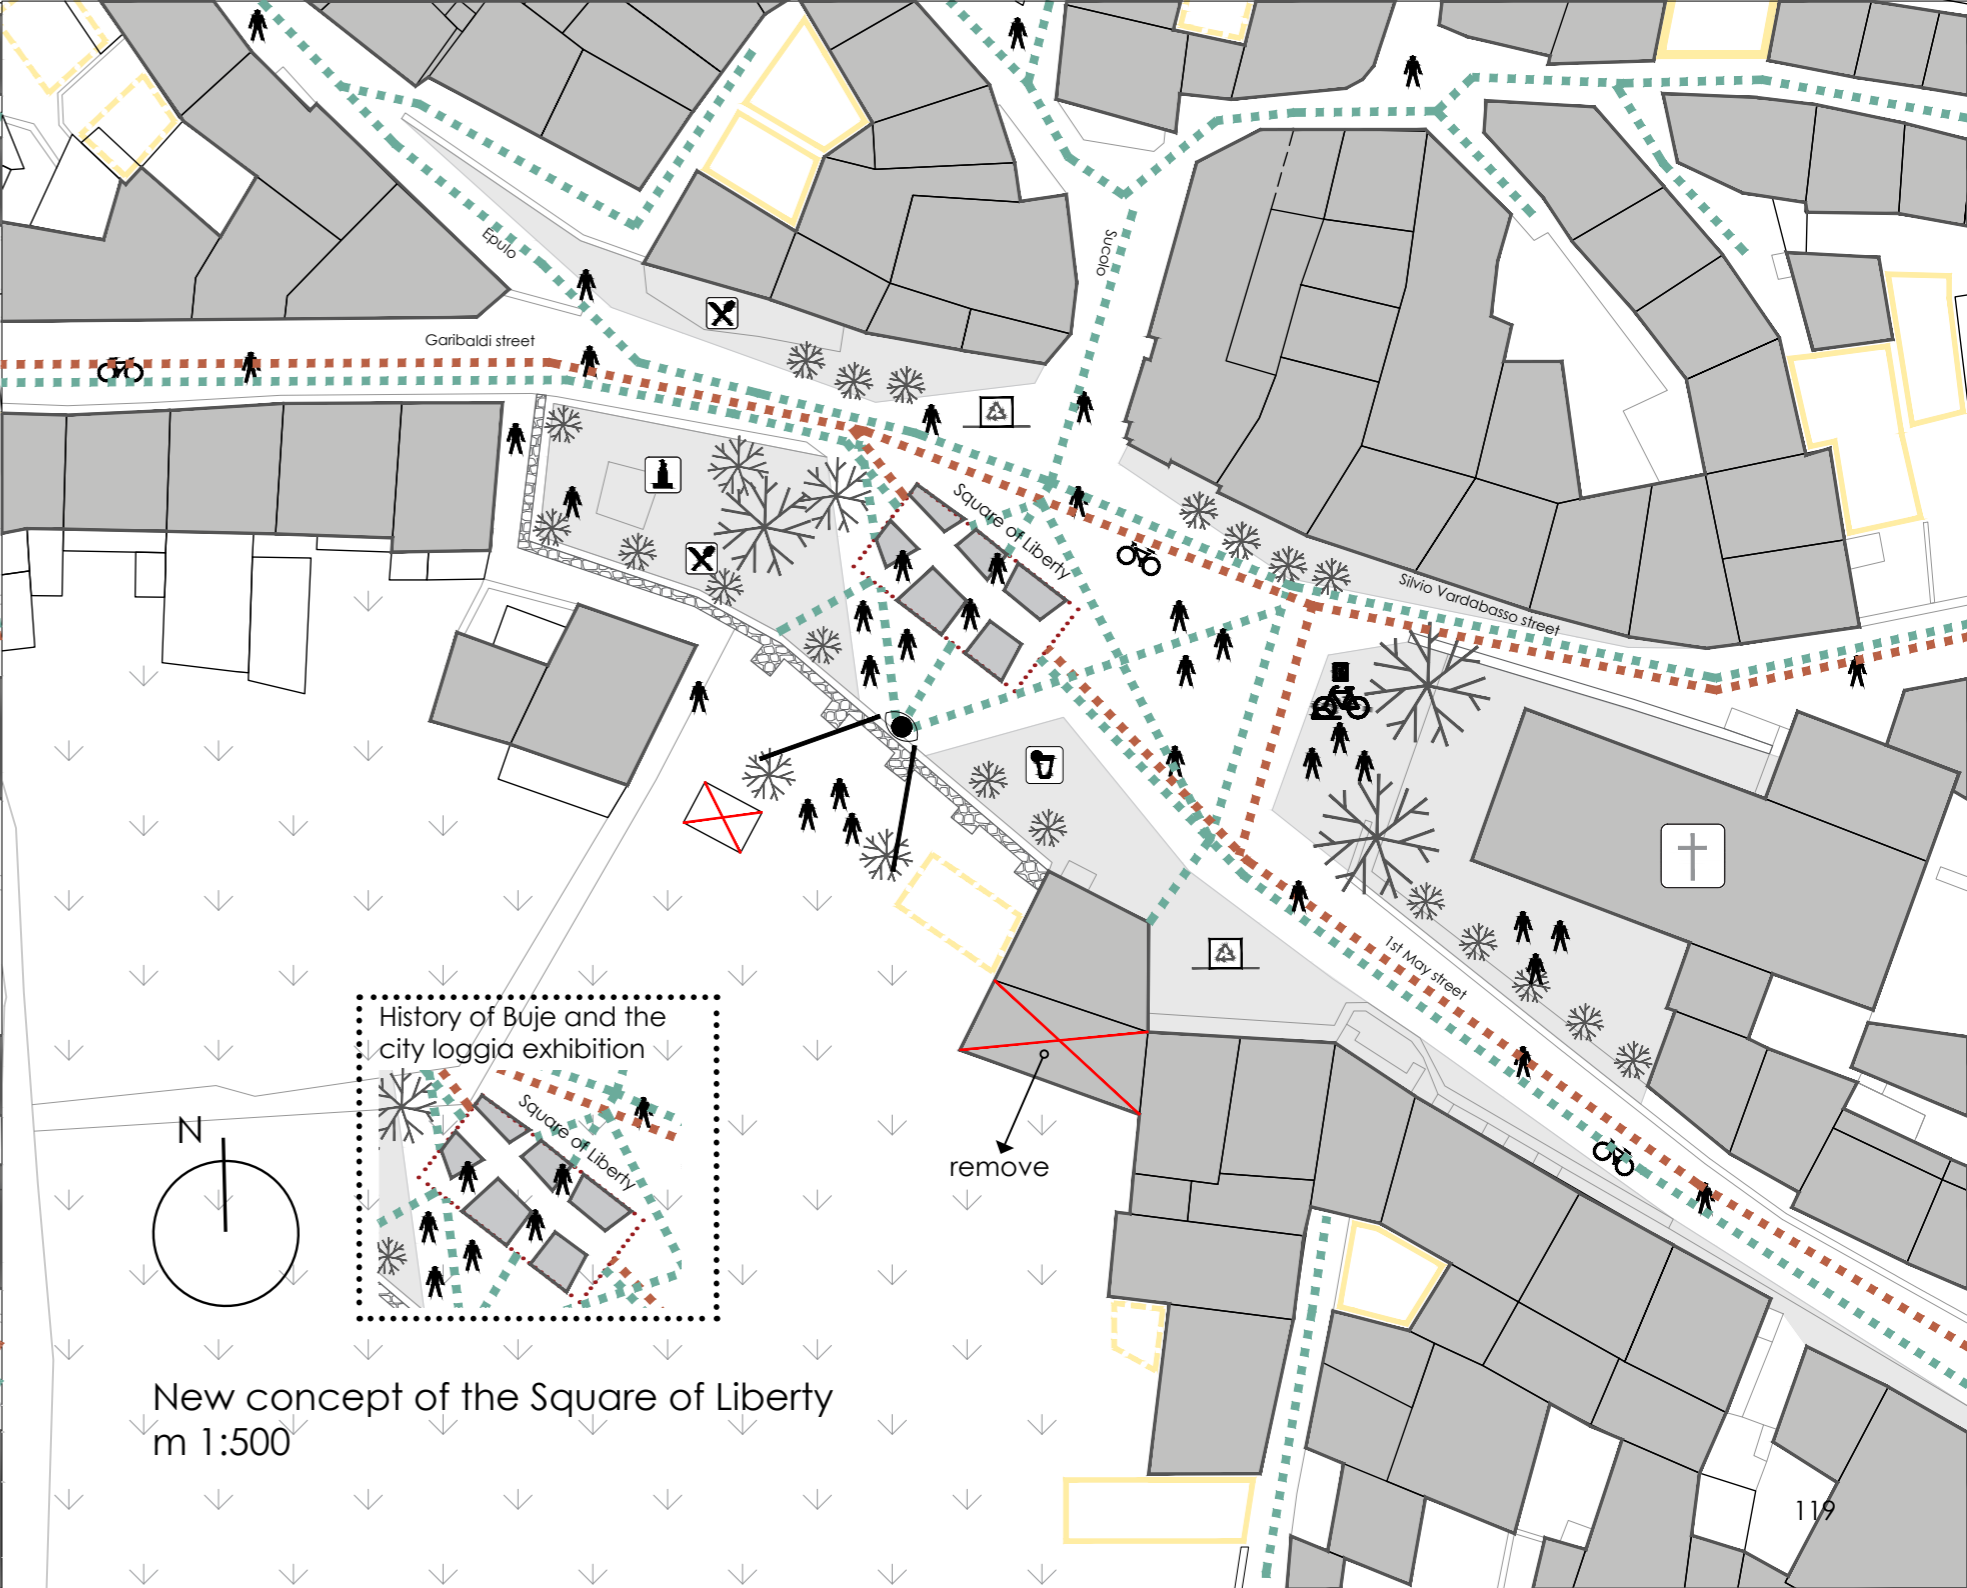 Epulo
Succolo
Garibaldi street
Square of Liberty
Silvio Vardabasso street
1st May street
History of Buje and the
city loggia exhibition
Square of Liberty
N
remove
New concept of the Square of Liberty
m 1:500
119